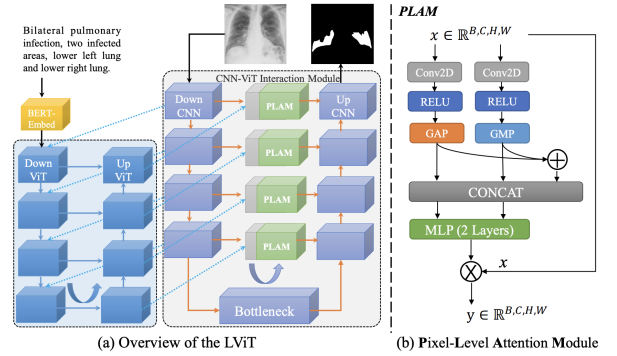 Bilateral pulmonary
infection, two infected
areas, lower left lung
and lower right lung.
BERT-
Embed
Down
ViT
Up
ViT
CNN-ViT Interaction Module
Down
CNN
PLAM
Up
CNN
PLAM
PLAM
PLAM
Bottleneck
(a) Overview of the LViT
PLAM
x ∈ ℝ^{B,C,H,W}
Conv2D
Conv2D
RELU
RELU
GAP
GMP
CONCAT
MLP (2 Layers)
x
y ∈ ℝ^{B,C,H,W}
(b) Pixel-Level Attention Module